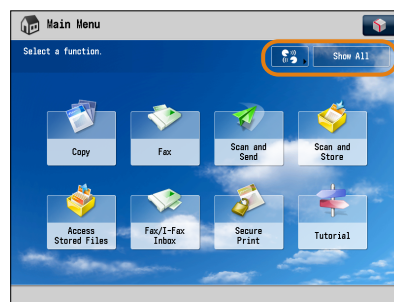 Main Menu
Select a function.
Show All
Copy
Fax
Scan and
Send
Scan and
Store
Access
Stored Files
Fax/I-Fax
Inbox
Secure
Print
Tutorial